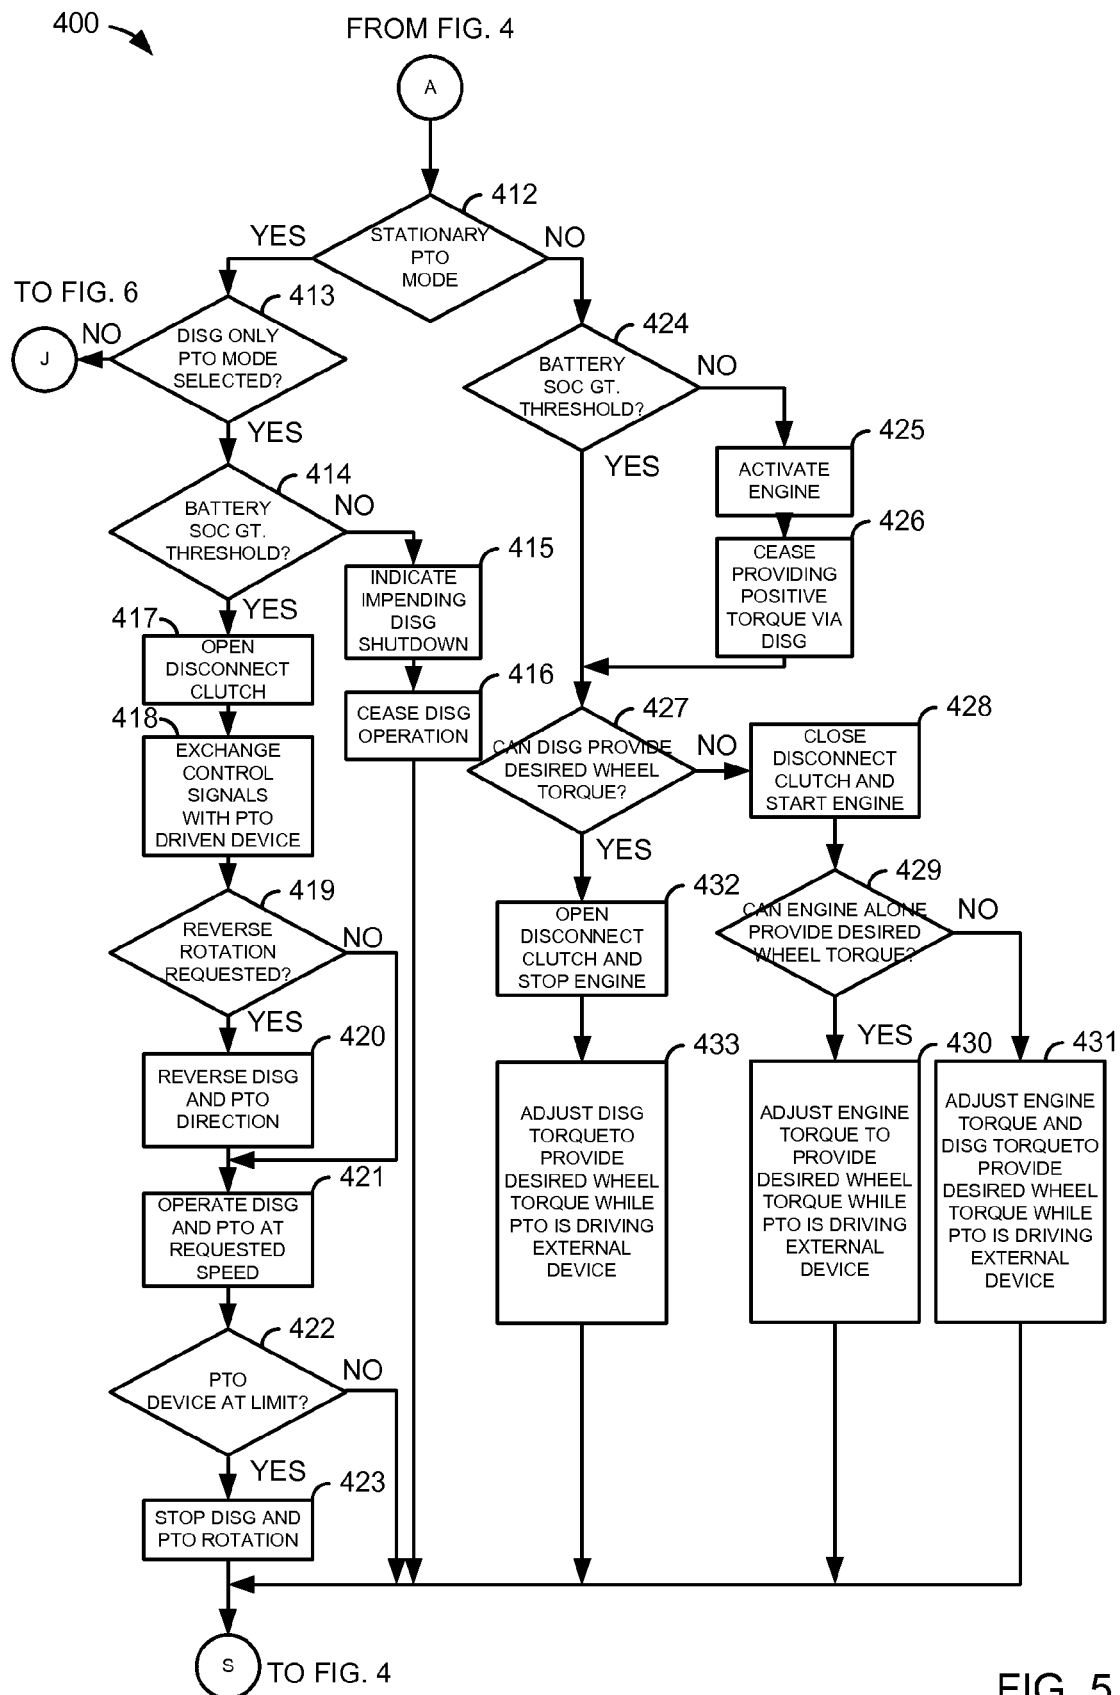 400
FROM FIG. 4
A
412
STATIONARY
PTO
MODE
YES
NO
TO FIG. 6
J
NO
413
DISG ONLY
PTO MODE
SELECTED?
YES
424
BATTERY
SOC GT.
THRESHOLD?
NO
YES
425
ACTIVATE
ENGINE
426
CEASE
PROVIDING
POSITIVE
TORQUE VIA
DISG
414
BATTERY
SOC GT.
THRESHOLD?
NO
YES
415
INDICATE
IMPENDING
DISG
SHUTDOWN
416
CEASE DISG
OPERATION
417
OPEN
DISCONNECT
CLUTCH
418
EXCHANGE
CONTROL
SIGNALS
WITH PTO
DRIVEN DEVICE
419
REVERSE
ROTATION
REQUESTED?
NO
YES
420
REVERSE DISG
AND PTO
DIRECTION
421
OPERATE DISG
AND PTO AT
REQUESTED
SPEED
422
PTO
DEVICE AT LIMIT?
NO
YES
423
STOP DISG AND
PTO ROTATION
S
TO FIG. 4
427
CAN DISG PROVIDE
DESIRED WHEEL
TORQUE?
NO
YES
428
CLOSE
DISCONNECT
CLUTCH AND
START ENGINE
429
CAN ENGINE ALONE
PROVIDE DESIRED
WHEEL TORQUE?
NO
YES
432
OPEN
DISCONNECT
CLUTCH AND
STOP ENGINE
433
ADJUST DISG
TORQUETO
PROVIDE
DESIRED WHEEL
TORQUE WHILE
PTO IS DRIVING
EXTERNAL
DEVICE
430
ADJUST ENGINE
TORQUE TO
PROVIDE
DESIRED WHEEL
TORQUE WHILE
PTO IS DRIVING
EXTERNAL
DEVICE
431
ADJUST ENGINE
TORQUE AND
DISG TORQUETO
PROVIDE
DESIRED WHEEL
TORQUE WHILE
PTO IS DRIVING
EXTERNAL
DEVICE
FIG. 5